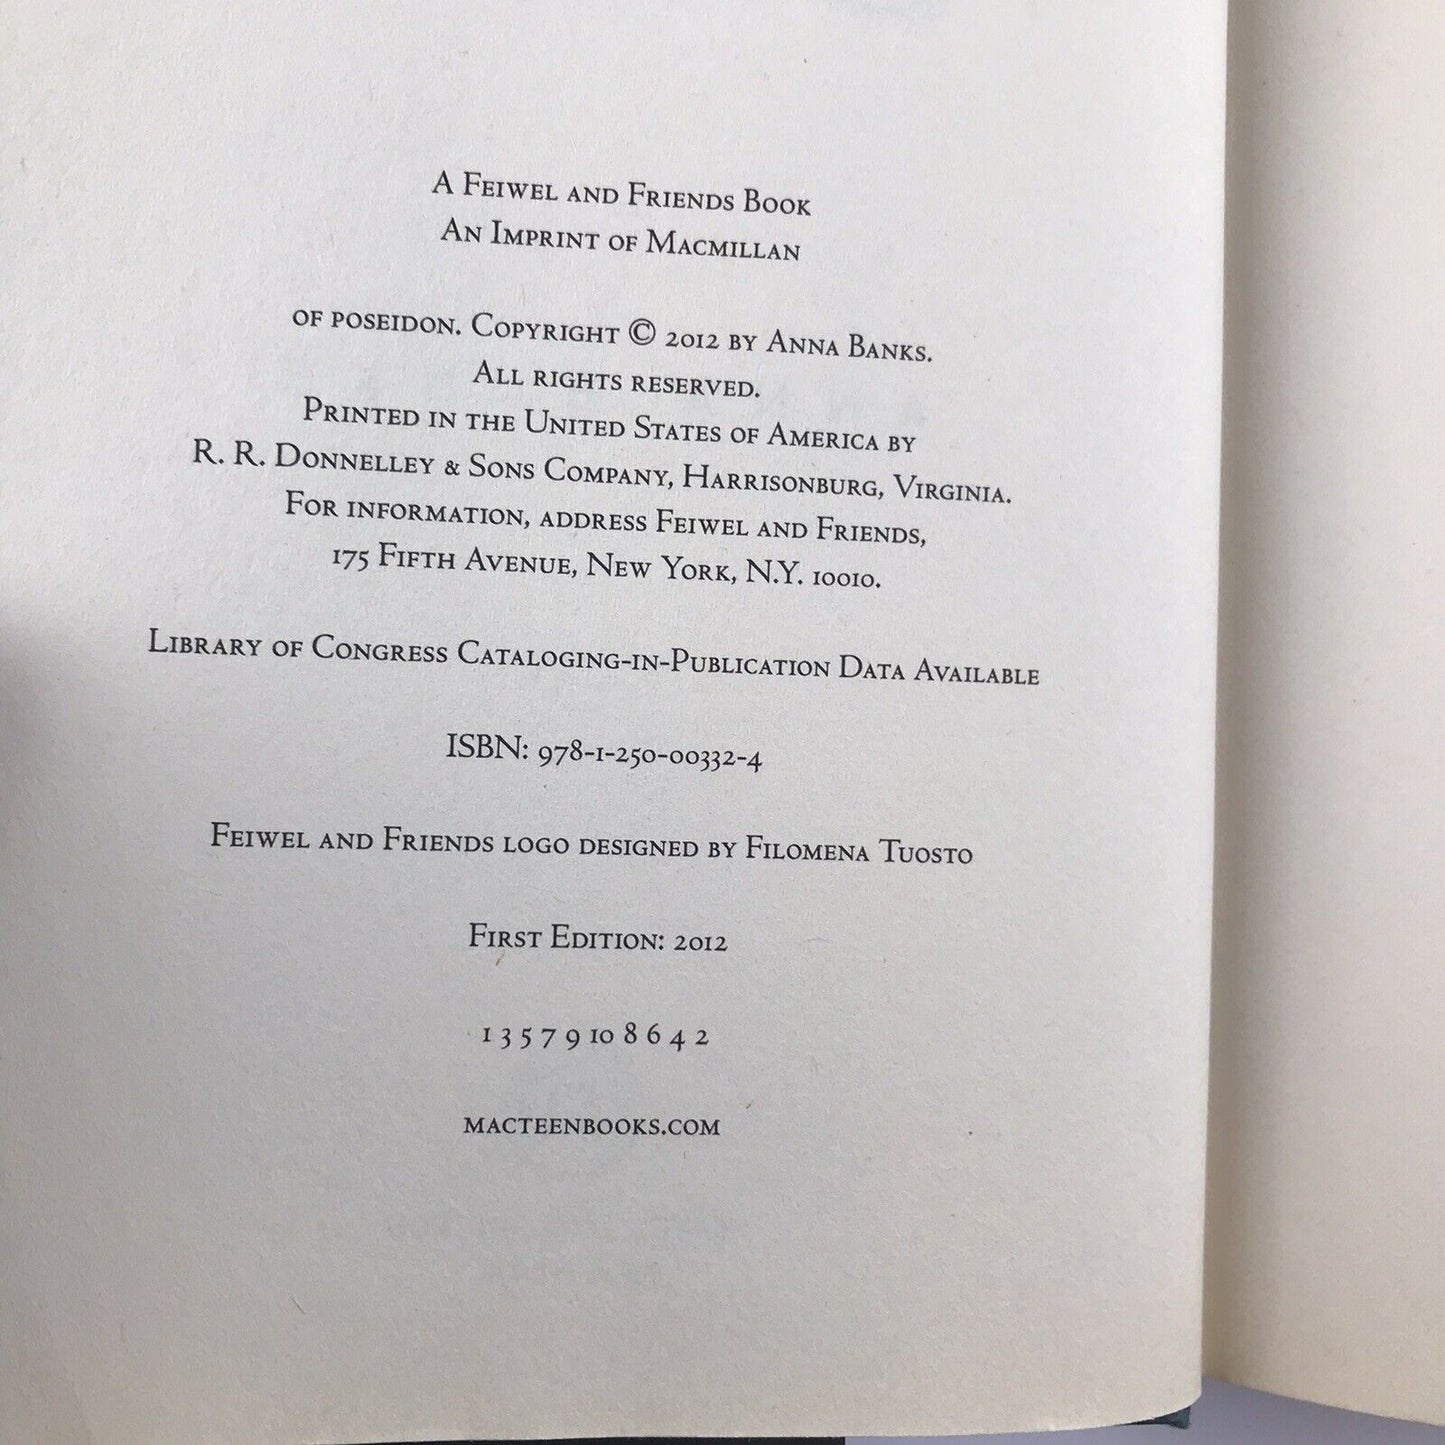 A Feiwel and Friends Book
An Imprint of Macmillan
of poseidon. Copyright © 2012 by Anna Banks.
All rights reserved.
Printed in the United States of America by
R. R. Donnelley & Sons Company, Harrisonburg, Virginia.
For information, address Feiwel and Friends,
175 Fifth Avenue, New York, N.Y. 10010.
Library of Congress Cataloging-in-Publication Data Available
ISBN: 978-1-250-00332-4
Feiwel and Friends logo designed by Filomena Tuosto
First Edition: 2012
1 3 5 7 9 10 8 6 4 2
macteenbooks.com